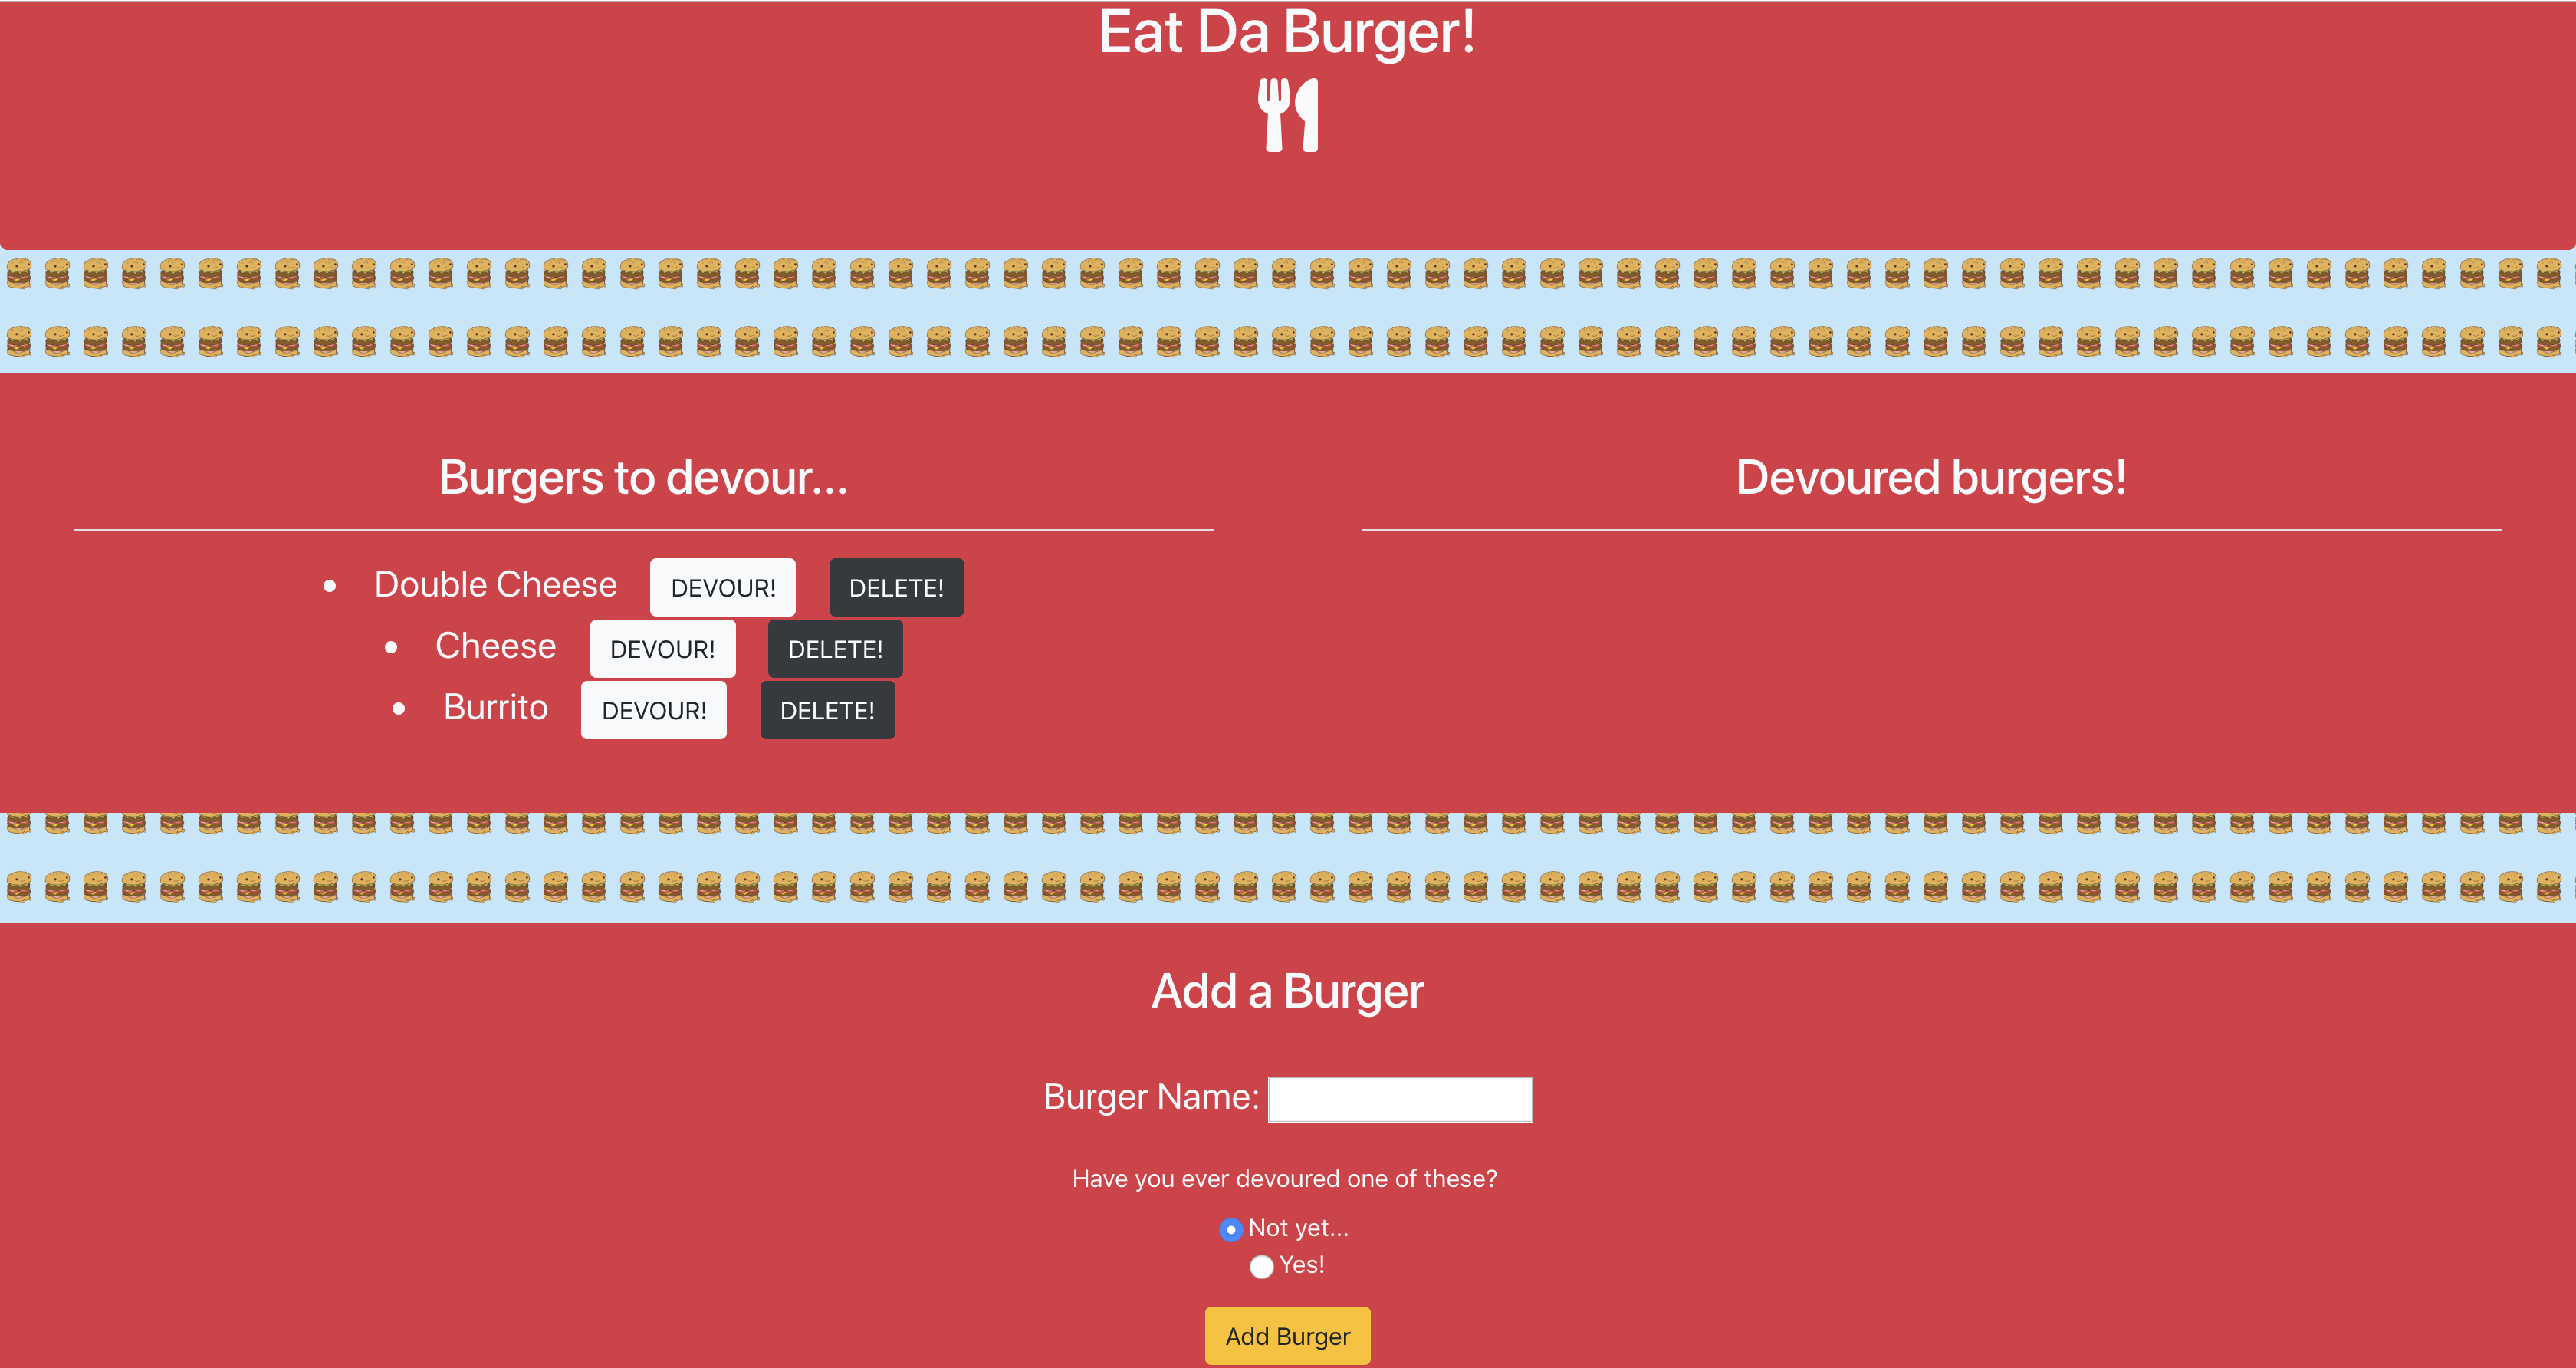 Eat Da Burger!
Burgers to devour...
Double Cheese DEVOUR! DELETE!
Cheese DEVOUR! DELETE!
Burrito DEVOUR! DELETE!
Devoured burgers!
Add a Burger
Burger Name:
Have you ever devoured one of these?
Not yet...
Yes!
Add Burger